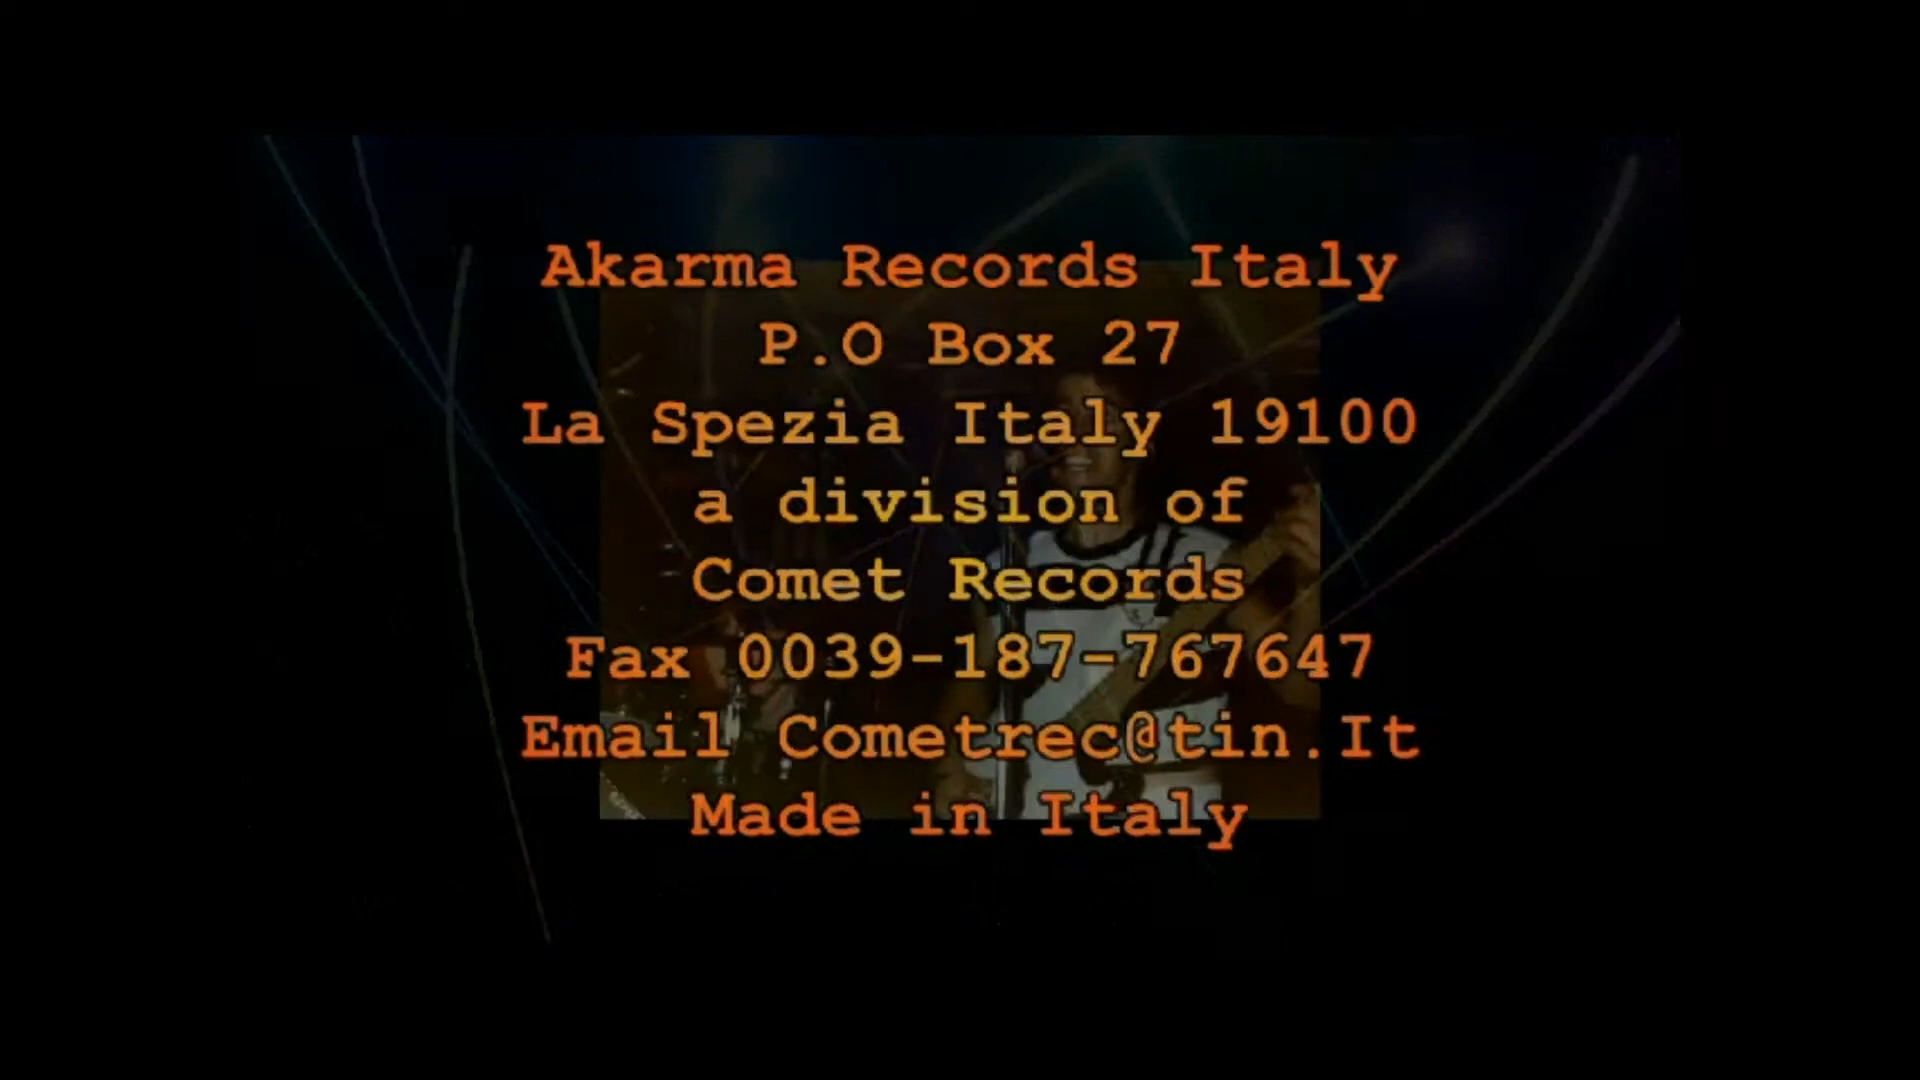 Akarma Records Italy
P.O Box 27
La Spezia Italy 19100
a division of
Comet Records
Fax 0039-187-767647
Email Cometrec@tin.It
Made in Italy